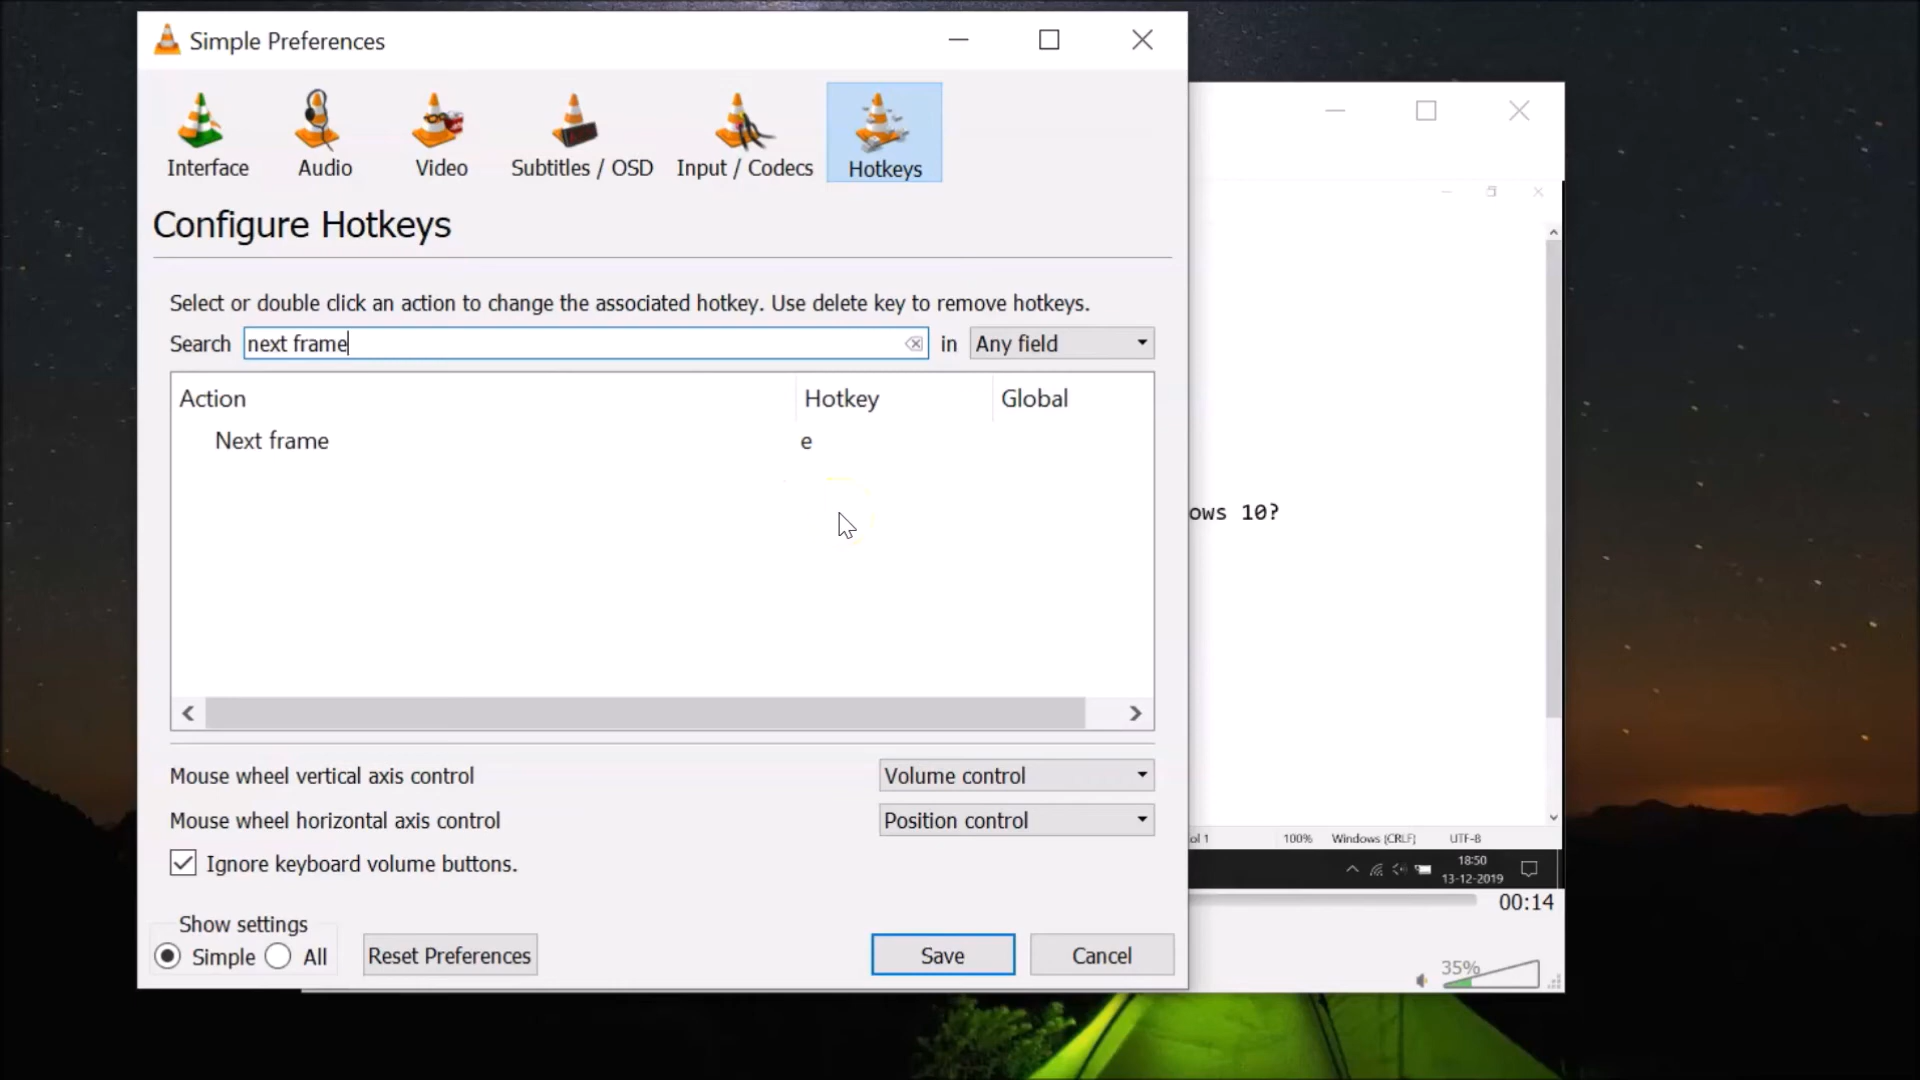 Simple Preferences
Interface Audio Video Subtitles / OSD Input / Codecs Hotkeys
Configure Hotkeys
Select or double click an action to change the associated hotkey. Use delete key to remove hotkeys.
Search next frame in Any field
Action Hotkey Global
Next frame e
ows 10?
Mouse wheel vertical axis control Volume control
Mouse wheel horizontal axis control Position control
ol 1 100% Windows (CRLF) UTF-8
Ignore keyboard volume buttons.
18:50
13-12-2019
00:14
Show settings
Simple All Reset Preferences Save Cancel
35%